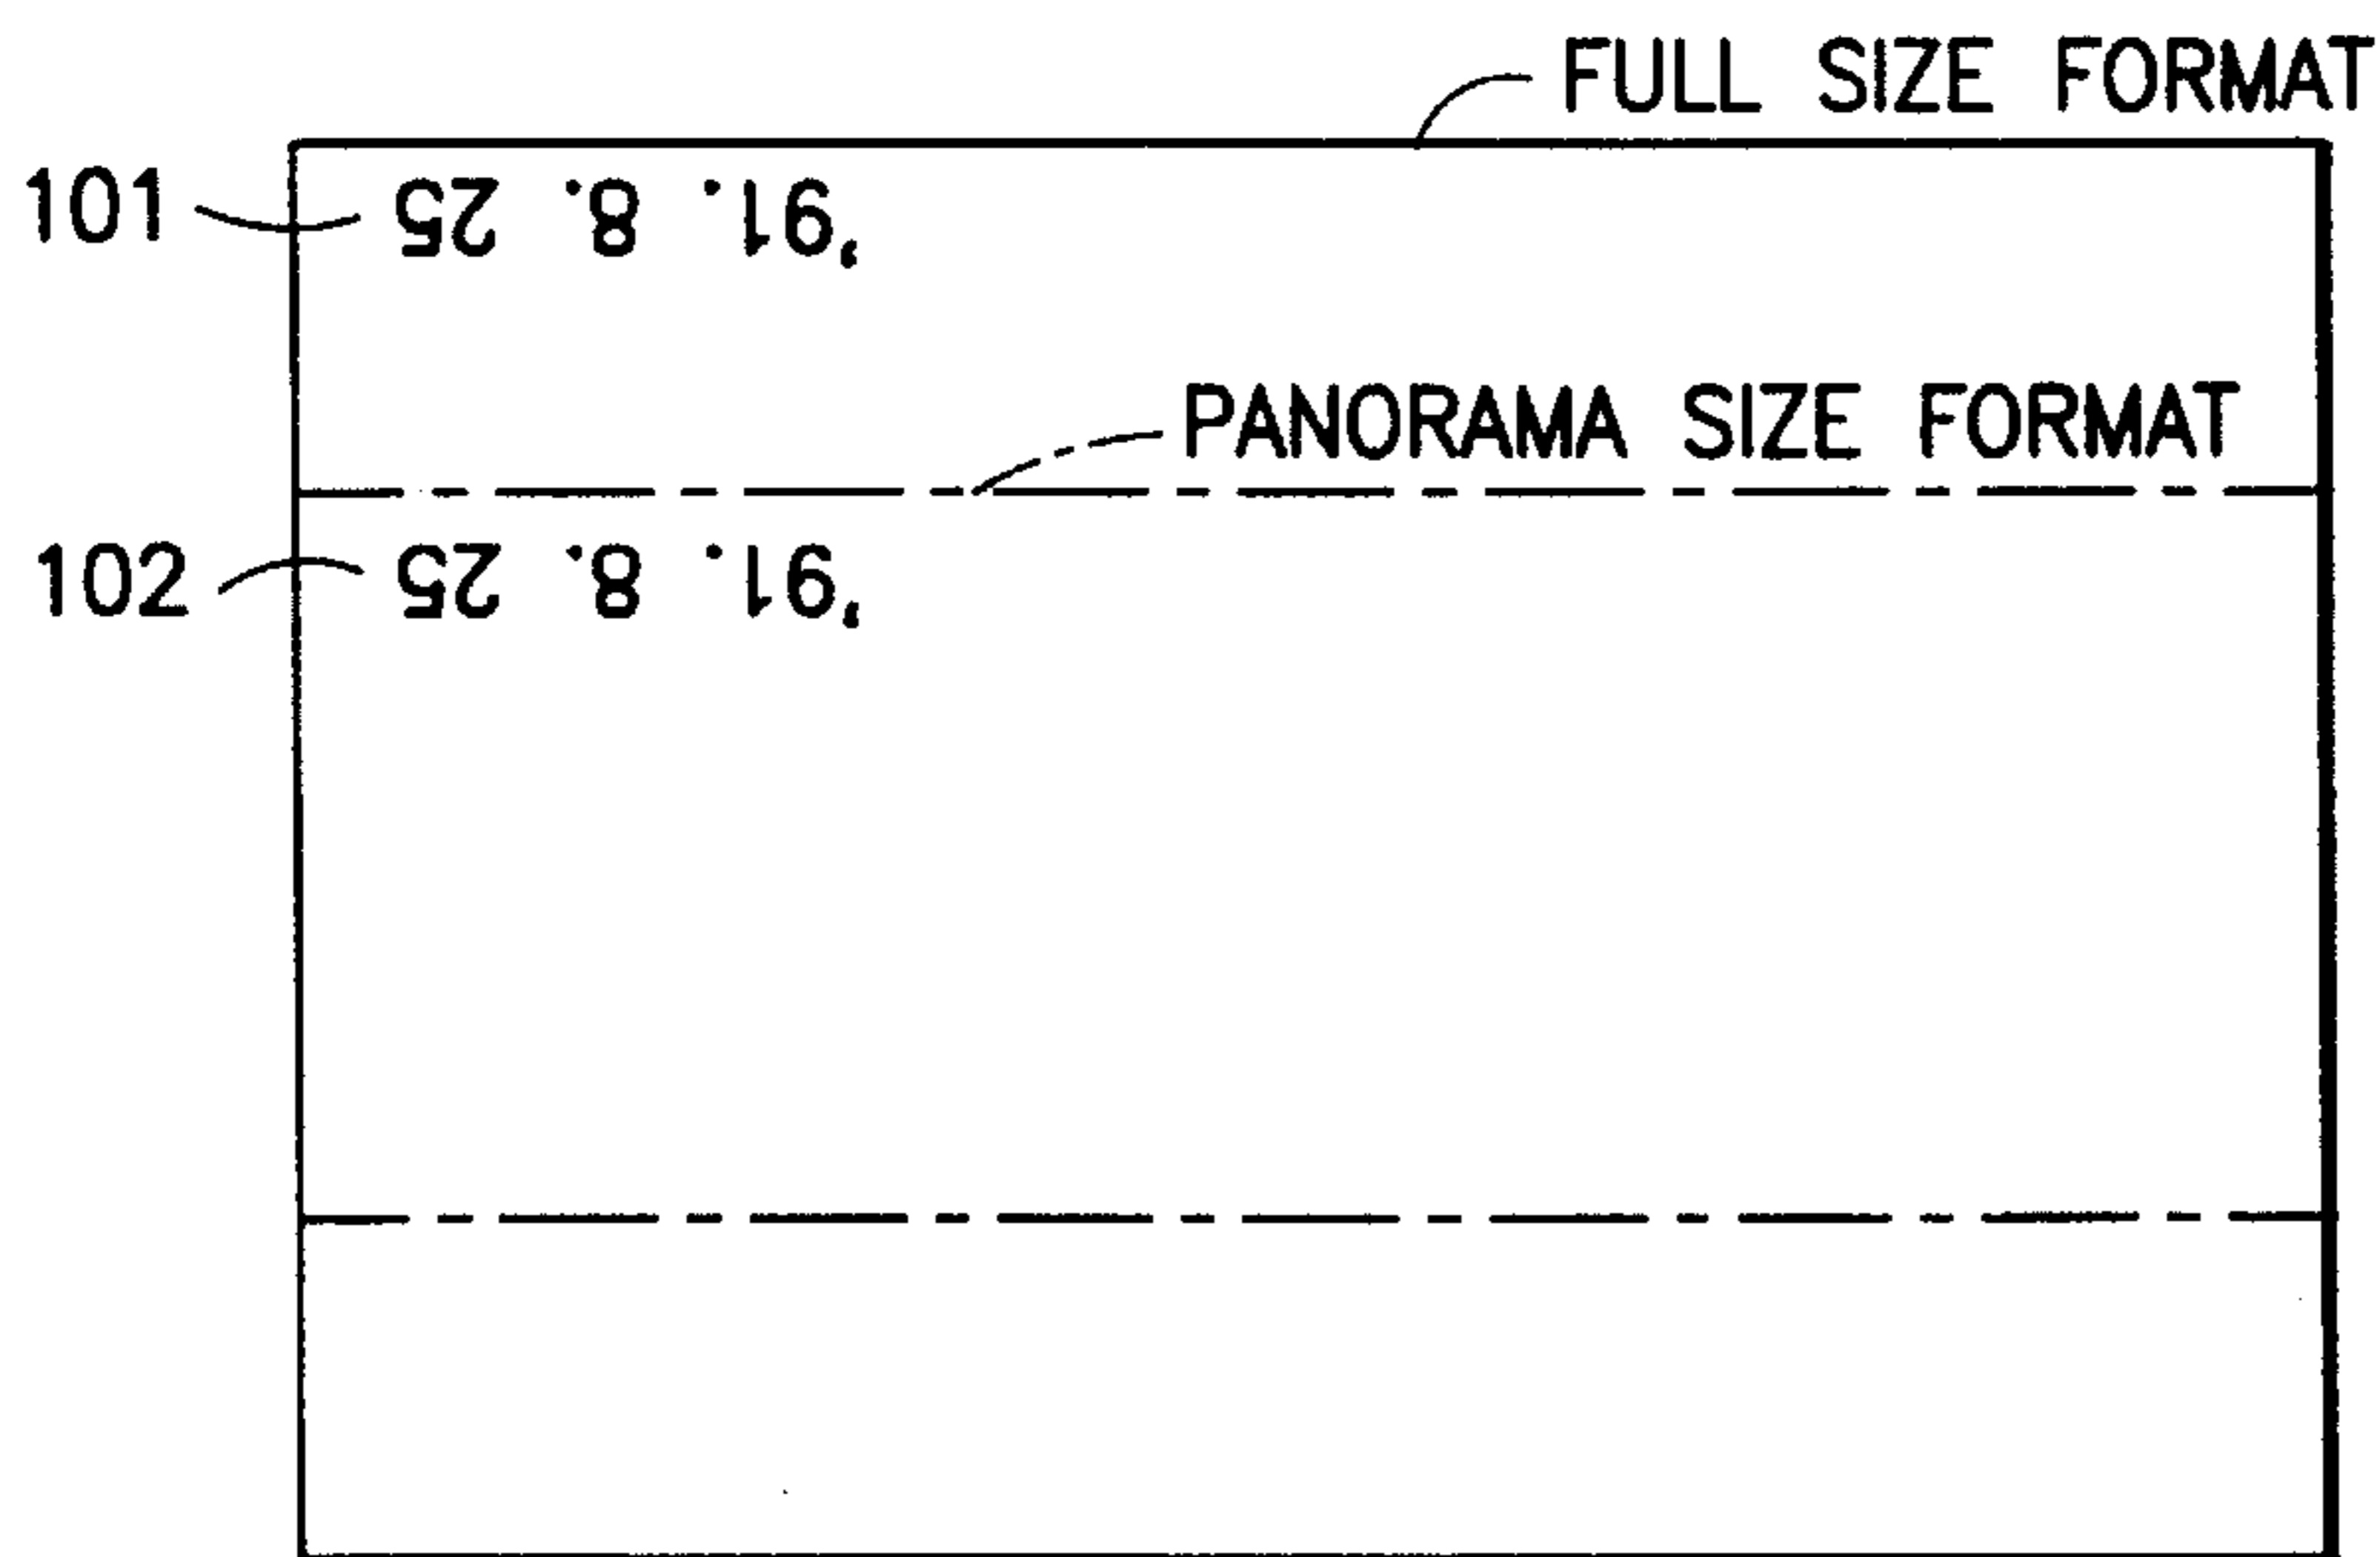 FULL SIZE FORMAT
101
'91. 8. 25
PANORAMA SIZE FORMAT
102
'91. 8. 25